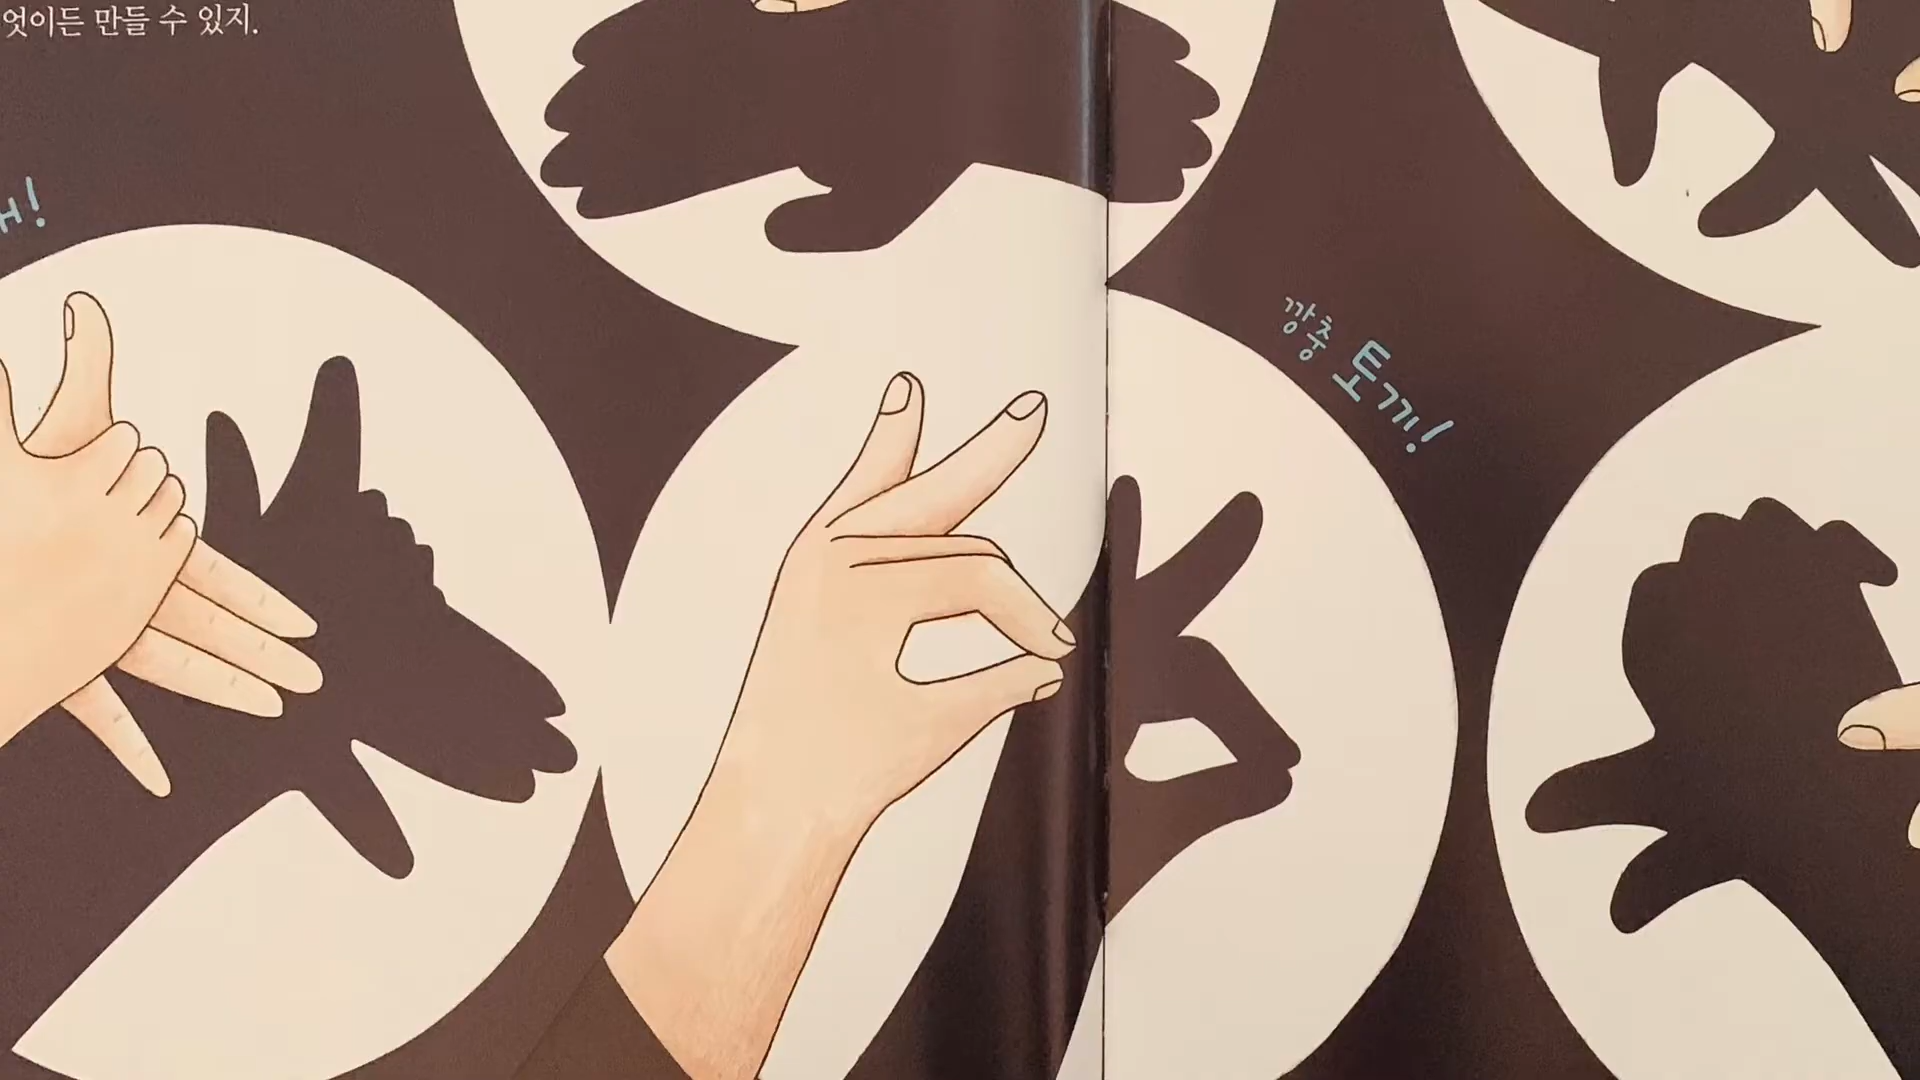 엇이든 만들 수 있지.
깡충 토끼!